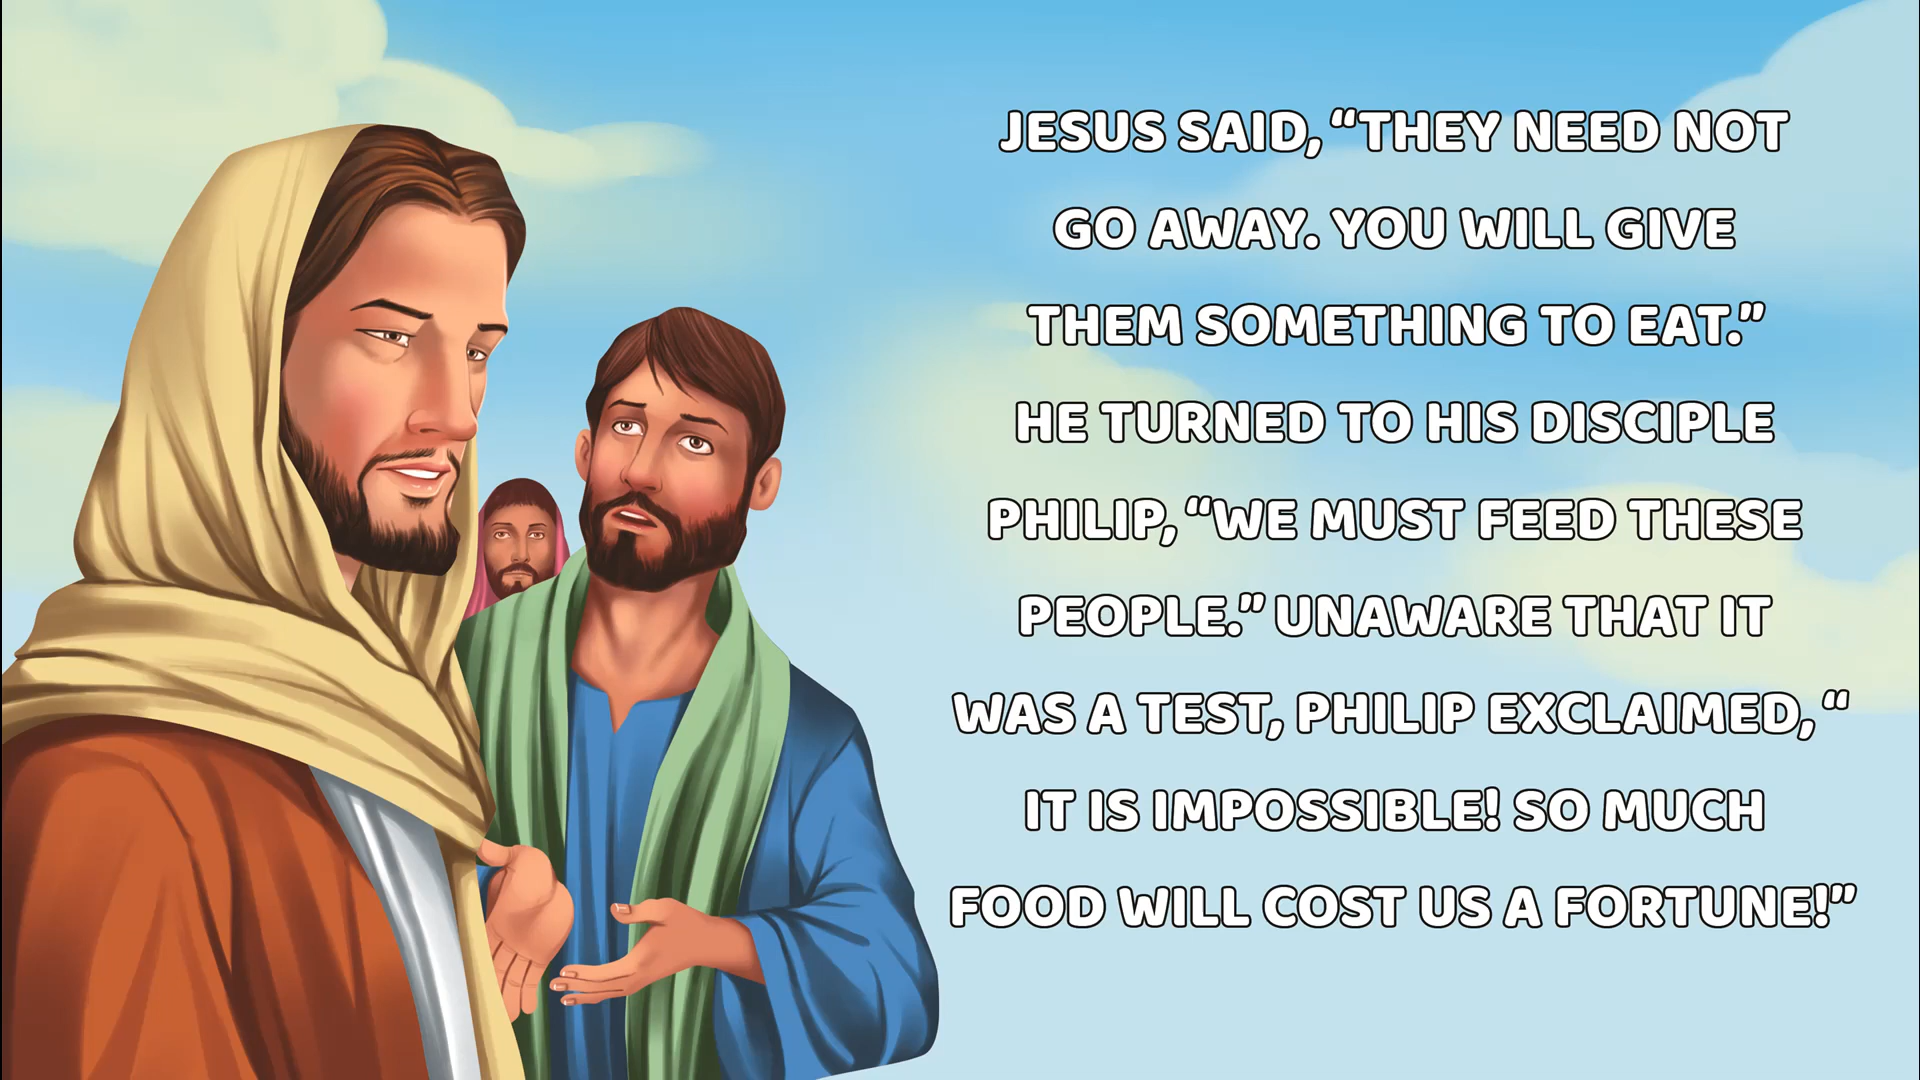 JESUS SAID, “THEY NEED NOT
GO AWAY. YOU WILL GIVE
THEM SOMETHING TO EAT.”
HE TURNED TO HIS DISCIPLE
PHILIP, “WE MUST FEED THESE
PEOPLE.” UNAWARE THAT IT
WAS A TEST, PHILIP EXCLAIMED, “
IT IS IMPOSSIBLE! SO MUCH
FOOD WILL COST US A FORTUNE!”